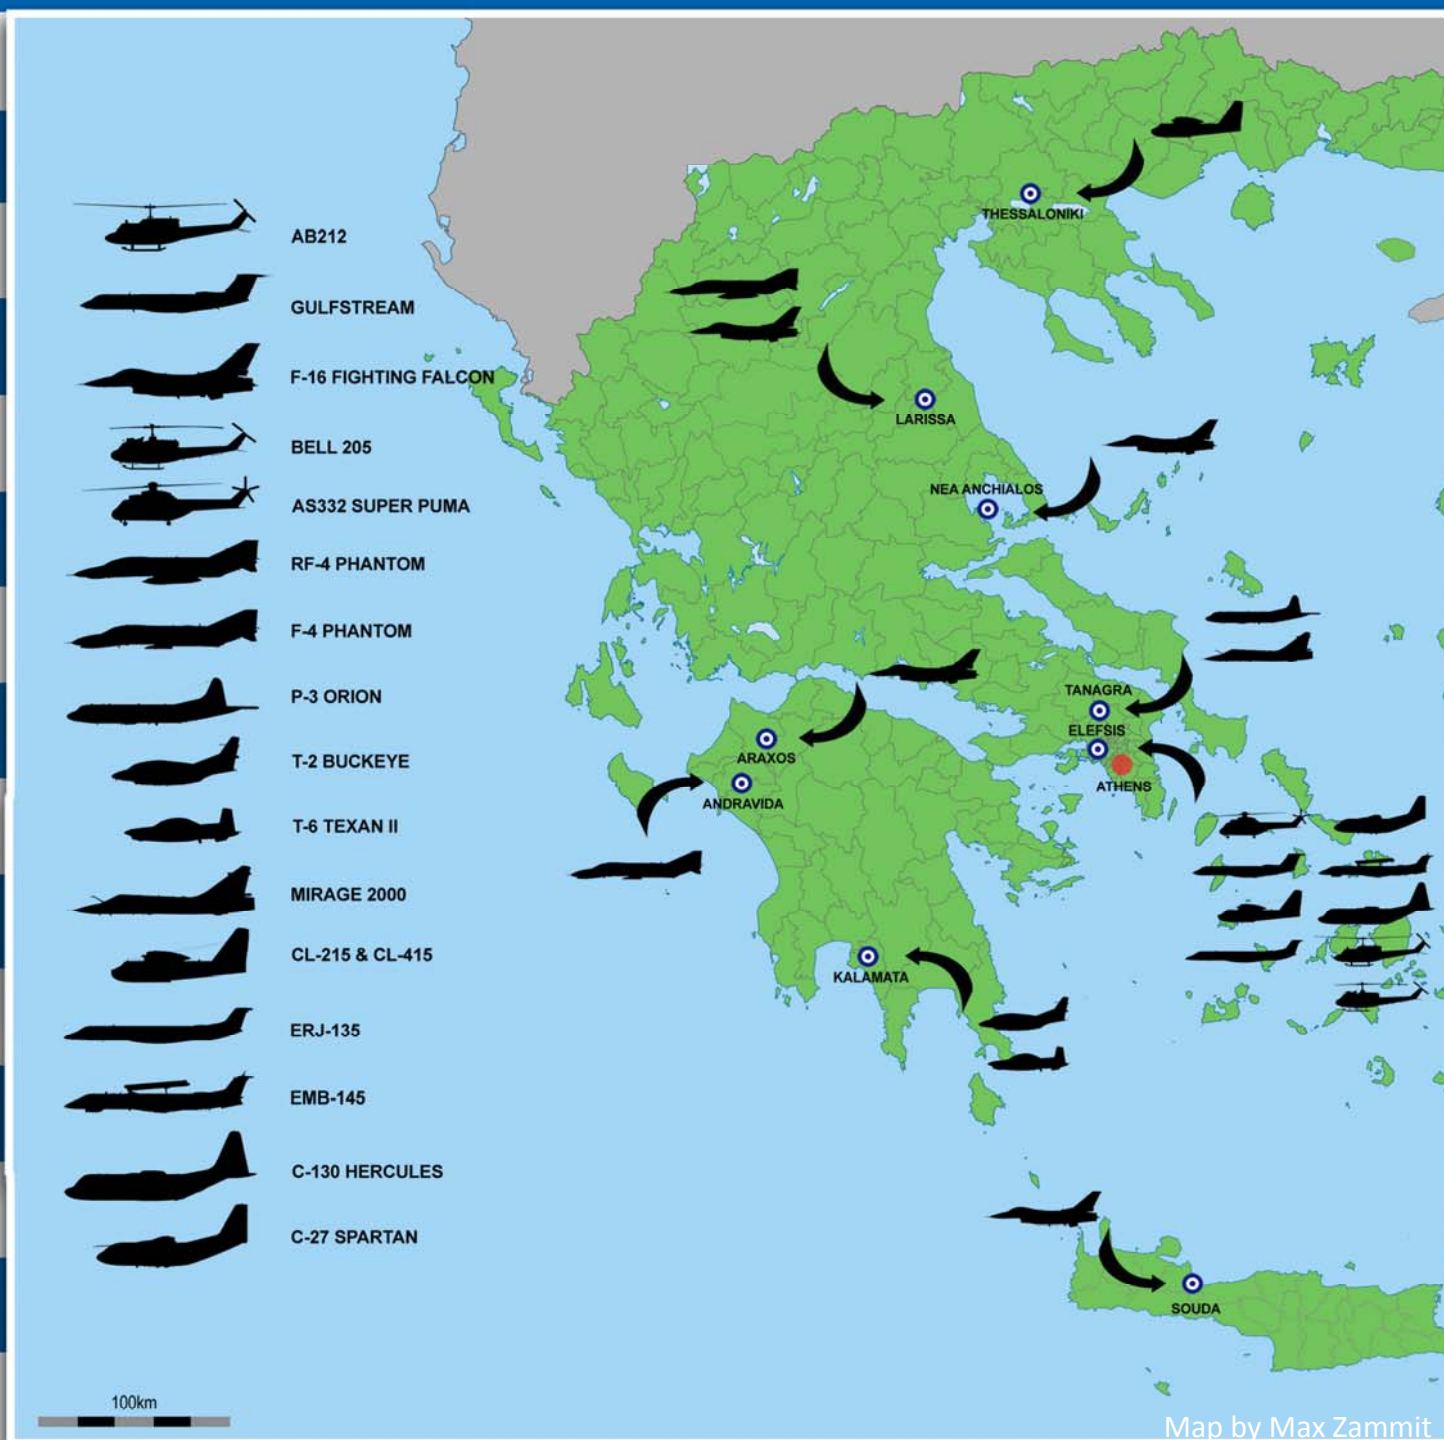 AB212
GULFSTREAM
F-16 FIGHTING FALCON
BELL 205
AS332 SUPER PUMA
RF-4 PHANTOM
F-4 PHANTOM
P-3 ORION
T-2 BUCKEYE
T-6 TEXAN II
MIRAGE 2000
CL-215 & CL-415
ERJ-135
EMB-145
C-130 HERCULES
C-27 SPARTAN
100km
THESSALONIKI
LARISSA
NEA ANCHIALOS
TANAGRA
ELEFSIS
ATHENS
ARAXOS
ANDRAVIDA
KALAMATA
SOUDA
Map by Max Zammit